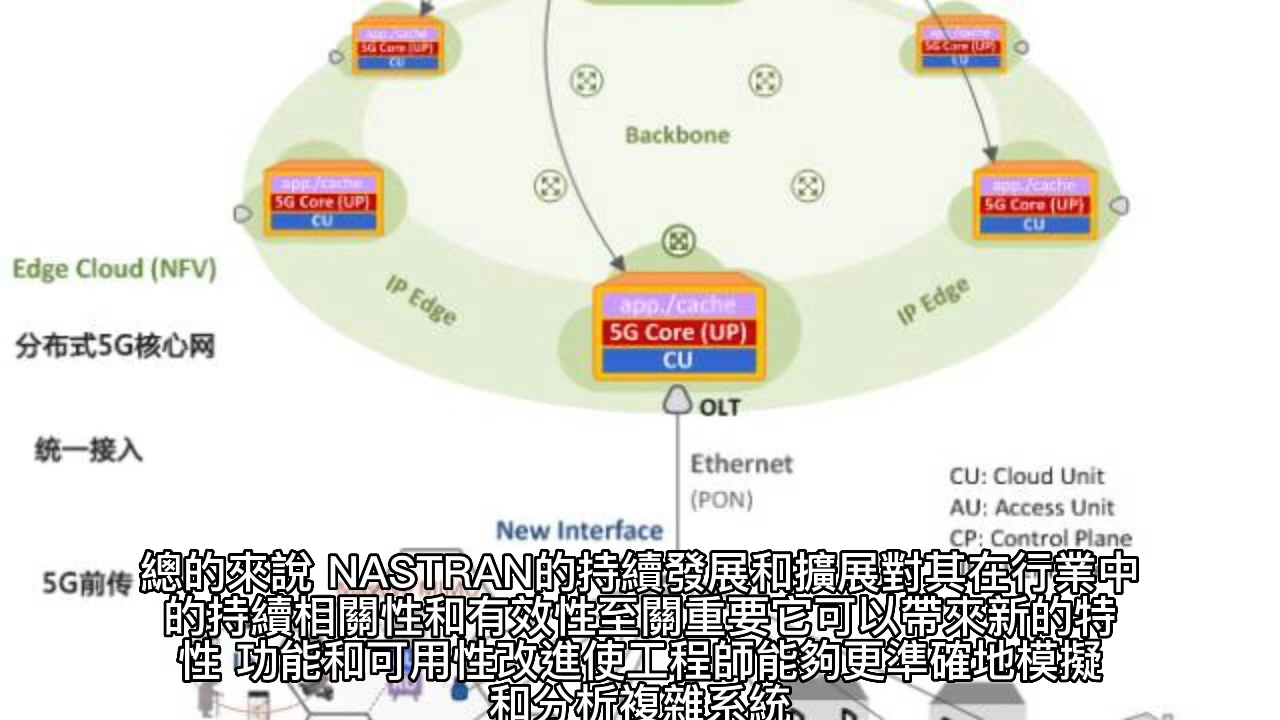 app./cache
5G Core (UP)
CU
app./cache
5G Core (UP)
CU
Backbone
app./cache
5G Core (UP)
CU
app./cache
5G Core (UP)
CU
Edge Cloud (NFV)
IP Edge
IP Edge
app./cache
5G Core (UP)
CU
分布式5G核心网
OLT
统一接入
Ethernet
(PON)
CU: Cloud Unit
AU: Access Unit
CP: Control Plane
New Interface
5G前传
總的來說 NASTRAN的持續發展和擴展對其在行業中
的持續相關性和有效性至關重要它可以帶來新的特
性 功能和可用性改進使工程師能夠更準確地模擬
和分析複雜系統